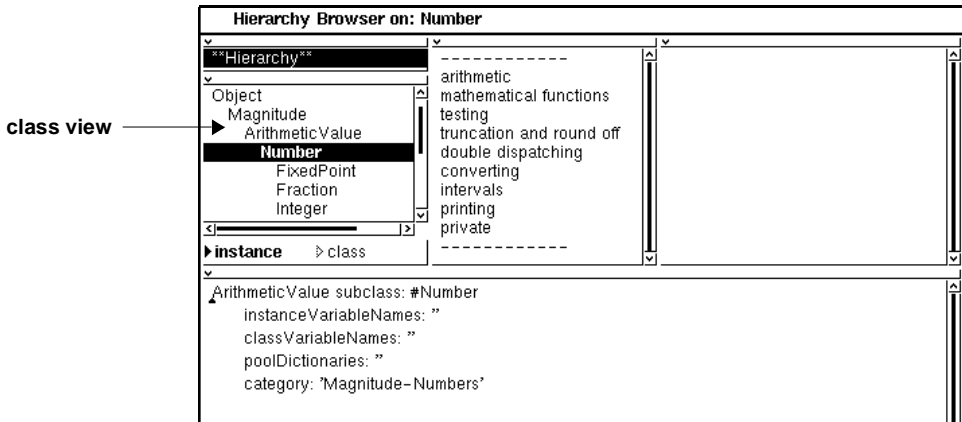 Hierarchy Browser on: Number
**Hierarchy**
class view
Object
Magnitude
ArithmeticValue
Number
FixedPoint
Fraction
Integer
instance class
------------
arithmetic
mathematical functions
testing
truncation and round off
double dispatching
converting
intervals
printing
private
------------
ArithmeticValue subclass: #Number
instanceVariableNames: ''
classVariableNames: ''
poolDictionaries: ''
category: 'Magnitude-Numbers'